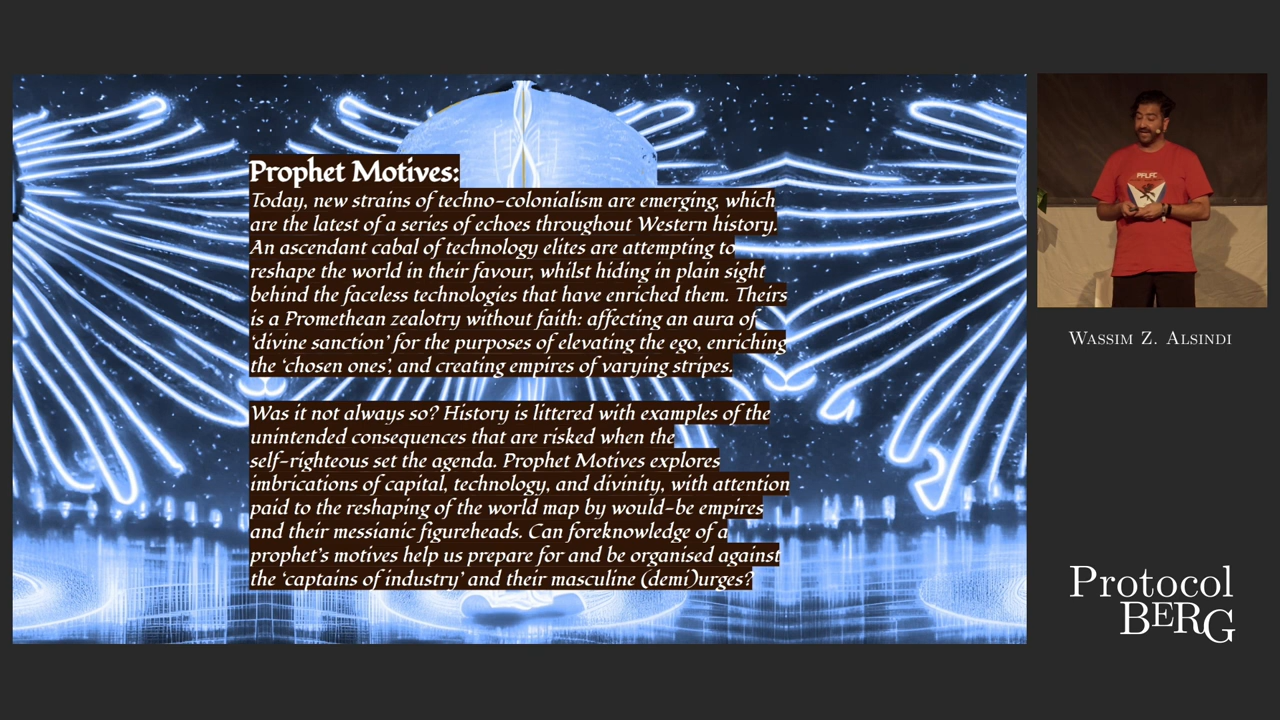 Prophet Motives:
Today, new strains of techno-colonialism are emerging, which
are the latest of a series of echoes throughout Western history.
An ascendant cabal of technology elites are attempting to
reshape the world in their favour, whilst hiding in plain sight
behind the faceless technologies that have enriched them. Theirs
is a Promethean zealotry without faith: affecting an aura of
‘divine sanction’ for the purposes of elevating the ego, enriching
the ‘chosen ones’, and creating empires of varying stripes.
Was it not always so? History is littered with examples of the
unintended consequences that are risked when the
self-righteous set the agenda. Prophet Motives explores
imbrications of capital, technology, and divinity, with attention
paid to the reshaping of the world map by would-be empires
and their messianic figureheads. Can foreknowledge of a
prophet’s motives help us prepare for and be organised against
the ‘captains of industry’ and their masculine (demi)urges?
Wassim Z. Alsindi
Protocol
BERG